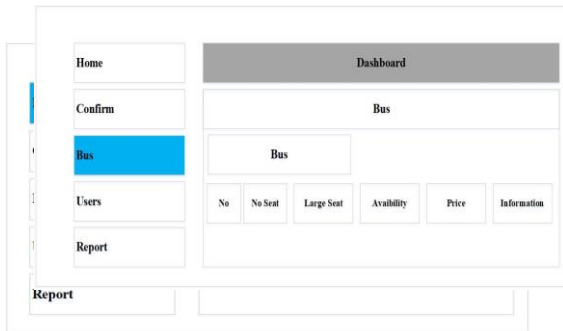 Home
Dashboard
Confirm
Bus
Bus
Bus
Users
No
No Seat
Large Seat
Avaibility
Price
Information
Report
Report